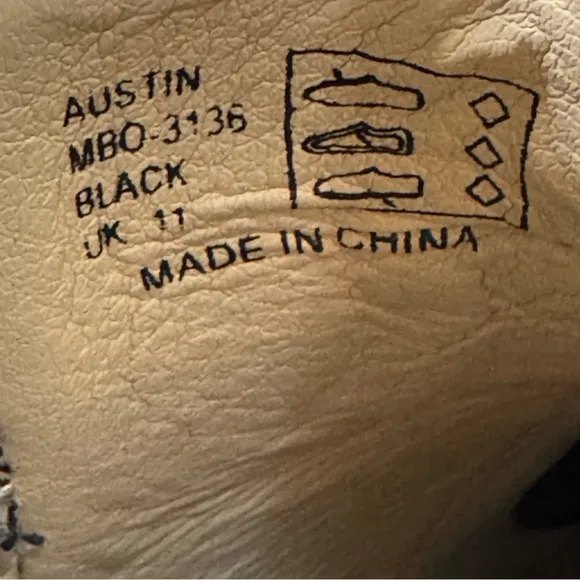 AUSTIN
MBO-3136
BLACK
UK 11
MADE IN CHINA